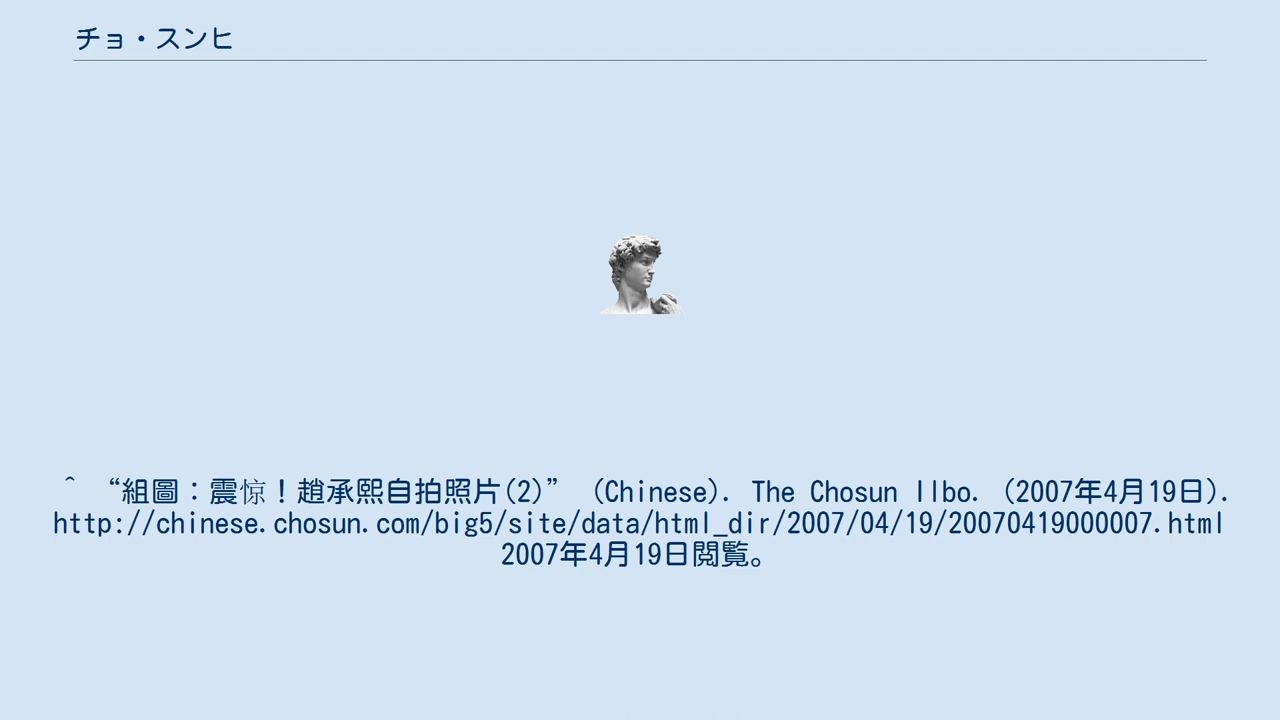 チョ・スンヒ
^ “組圖：震惊！趙承熙自拍照片(2)” (Chinese). The Chosun Ilbo. (2007年4月19日).
http://chinese.chosun.com/big5/site/data/html_dir/2007/04/19/20070419000007.html
2007年4月19日閲覧。